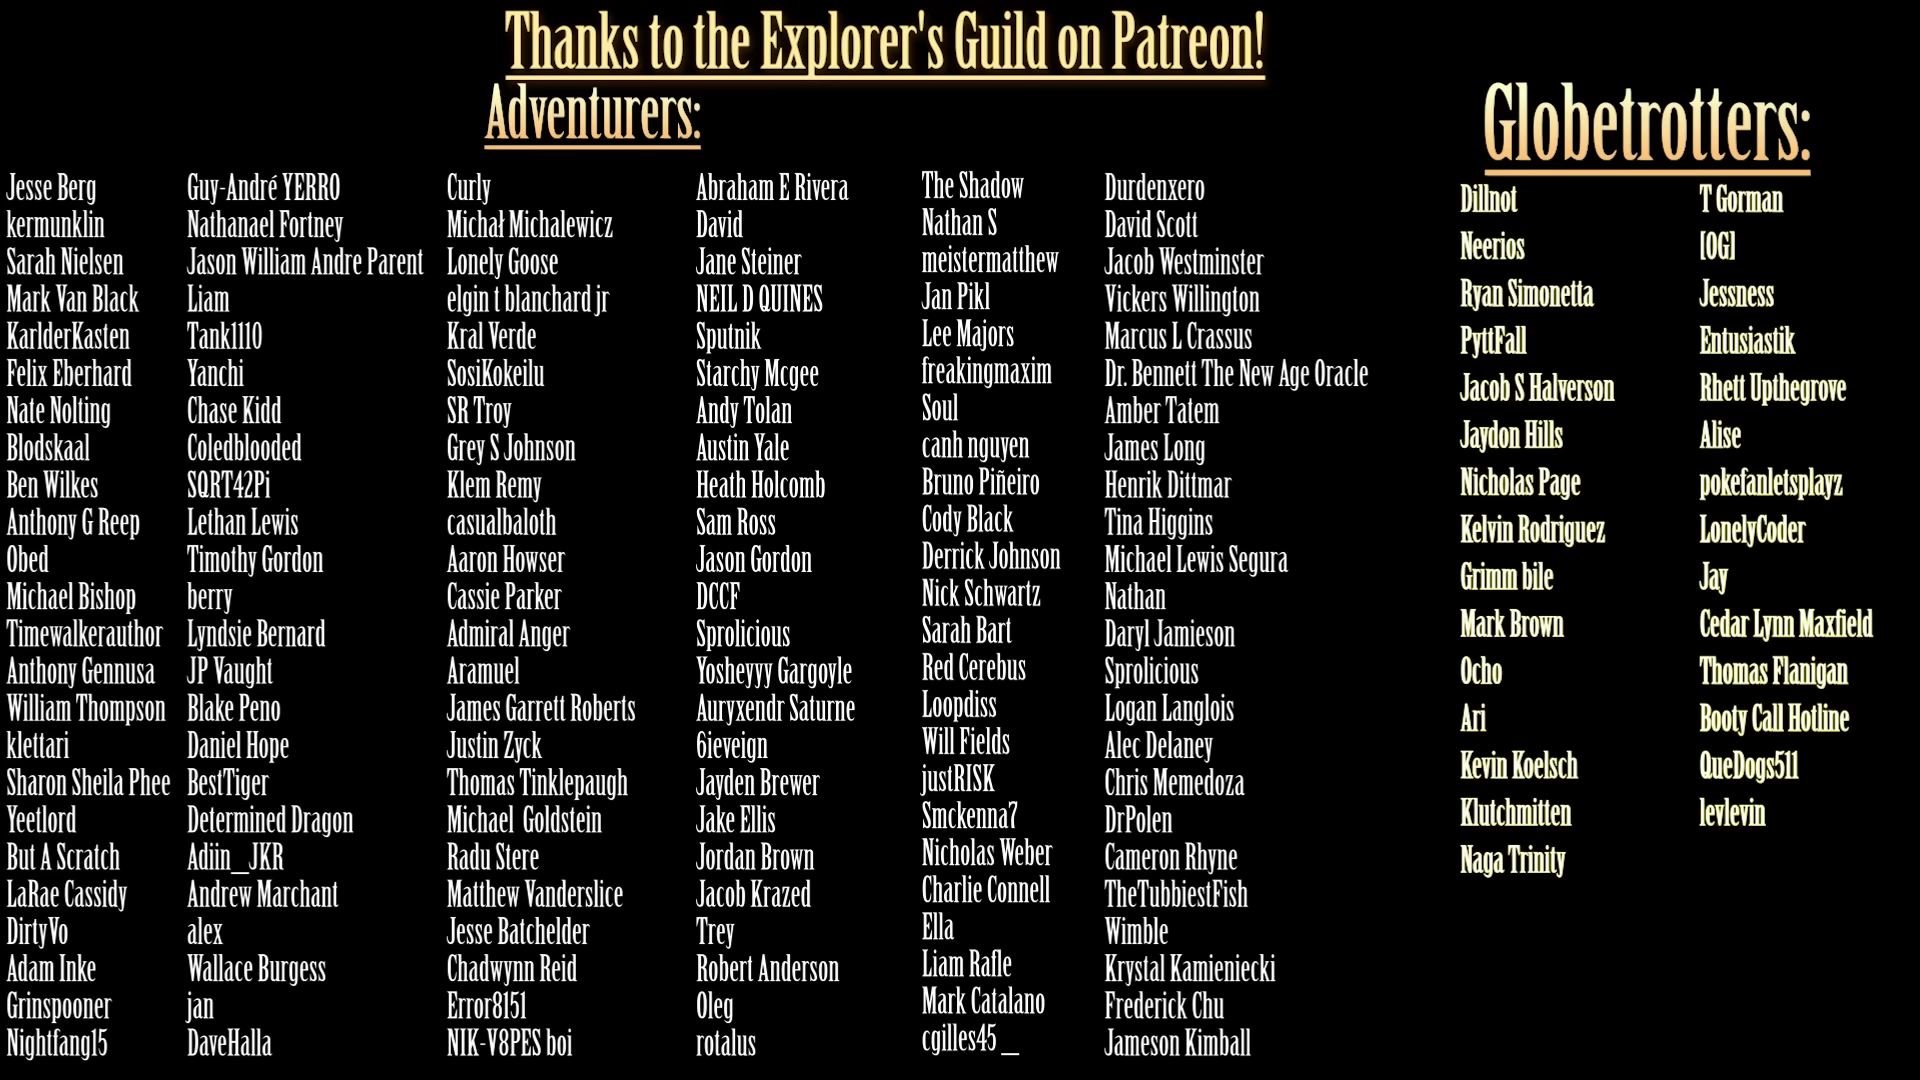 Thanks to the Explorer's Guild on Patreon!
Adventurers:
Jesse Berg
kermunklin
Sarah Nielsen
Mark Van Black
KarlderKasten
Felix Eberhard
Nate Nolting
Blodskaal
Ben Wilkes
Anthony G Reep
Obed
Michael Bishop
Timewalkerauthor
Anthony Gennusa
William Thompson
klettari
Sharon Sheila Phee
Yeetlord
But A Scratch
LaRae Cassidy
DirtyVo
Adam Inke
Grinspooner
Nightfang15
Guy-André YERRO
Nathanael Fortney
Jason William Andre Parent
Liam
Tank1110
Yanchi
Chase Kidd
Coledblooded
SQRT42Pi
Lethan Lewis
Timothy Gordon
berry
Lyndsie Bernard
JP Vaught
Blake Peno
Daniel Hope
BestTiger
Determined Dragon
Adiin_JKR
Andrew Marchant
alex
Wallace Burgess
jan
DaveHalla
Curly
Michał Michalewicz
Lonely Goose
elgin t blanchard jr
Kral Verde
SosiKokeilu
SR Troy
Grey S Johnson
Klem Remy
casualbaloth
Aaron Howser
Cassie Parker
Admiral Anger
Aramuel
James Garrett Roberts
Justin Zyck
Thomas Tinklepaugh
Michael  Goldstein
Radu Stere
Matthew Vanderslice
Jesse Batchelder
Chadwynn Reid
Error8151
NIK-V8PES boi
Abraham E Rivera
David
Jane Steiner
NEIL D QUINES
Sputnik
Starchy Mcgee
Andy Tolan
Austin Yale
Heath Holcomb
Sam Ross
Jason Gordon
DCCF
Sprolicious
Yosheyyy Gargoyle
Auryxendr Saturne
6ieveign
Jayden Brewer
Jake Ellis
Jordan Brown
Jacob Krazed
Trey
Robert Anderson
Oleg
rotalus
The Shadow
Nathan S
meistermatthew
Jan Pikl
Lee Majors
freakingmaxim
Soul
canh nguyen
Bruno Piñeiro
Cody Black
Derrick Johnson
Nick Schwartz
Sarah Bart
Red Cerebus
Loopdiss
Will Fields
justRISK
Smckenna7
Nicholas Weber
Charlie Connell
Ella
Liam Rafle
Mark Catalano
cgilles45 _
Durdenxero
David Scott
Jacob Westminster
Vickers Willington
Marcus L Crassus
Dr. Bennett The New Age Oracle
Amber Tatem
James Long
Henrik Dittmar
Tina Higgins
Michael Lewis Segura
Nathan
Daryl Jamieson
Sprolicious
Logan Langlois
Alec Delaney
Chris Memedoza
DrPolen
Cameron Rhyne
TheTubbiestFish
Wimble
Krystal Kamieniecki
Frederick Chu
Jameson Kimball
Globetrotters:
Dillnot
Neerios
Ryan Simonetta
PyttFall
Jacob S Halverson
Jaydon Hills
Nicholas Page
Kelvin Rodriguez
Grimm bile
Mark Brown
Ocho
Ari
Kevin Koelsch
Klutchmitten
Naga Trinity
T Gorman
[OG]
Jessness
Entusiastik
Rhett Upthegrove
Alise
pokefanletsplayz
LonelyCoder
Jay
Cedar Lynn Maxfield
Thomas Flanigan
Booty Call Hotline
QueDogs511
levlevin